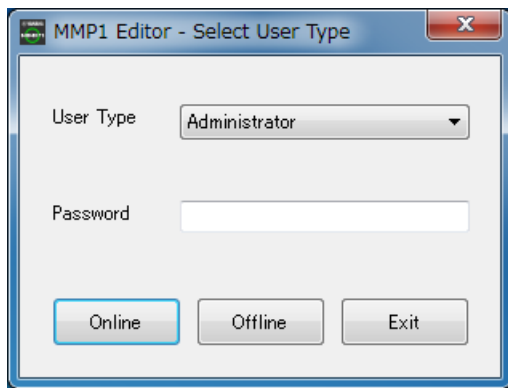 MMP1 Editor - Select User Type
User Type
Administrator
Password
Online
Offline
Exit